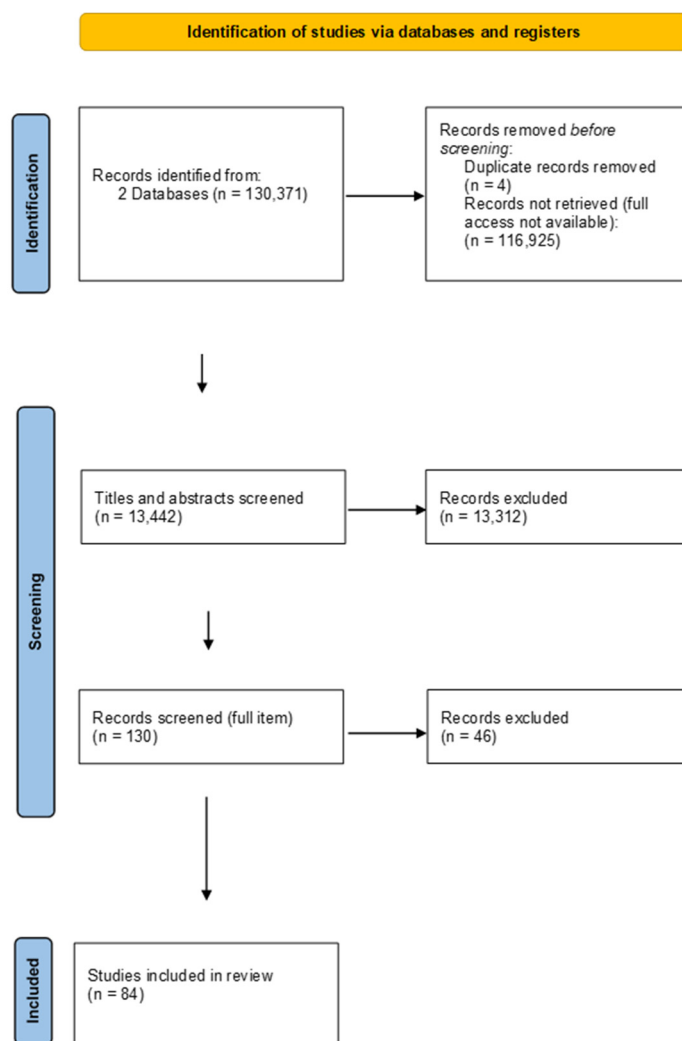 Identification of studies via databases and registers
Identification
Records identified from:
2 Databases (n = 130,371)
Records removed before
screening:
Duplicate records removed
(n = 4)
Records not retrieved (full
access not available):
(n = 116,925)
Screening
Titles and abstracts screened
(n = 13,442)
Records excluded
(n = 13,312)
Records screened (full item)
(n = 130)
Records excluded
(n = 46)
Included
Studies included in review
(n = 84)